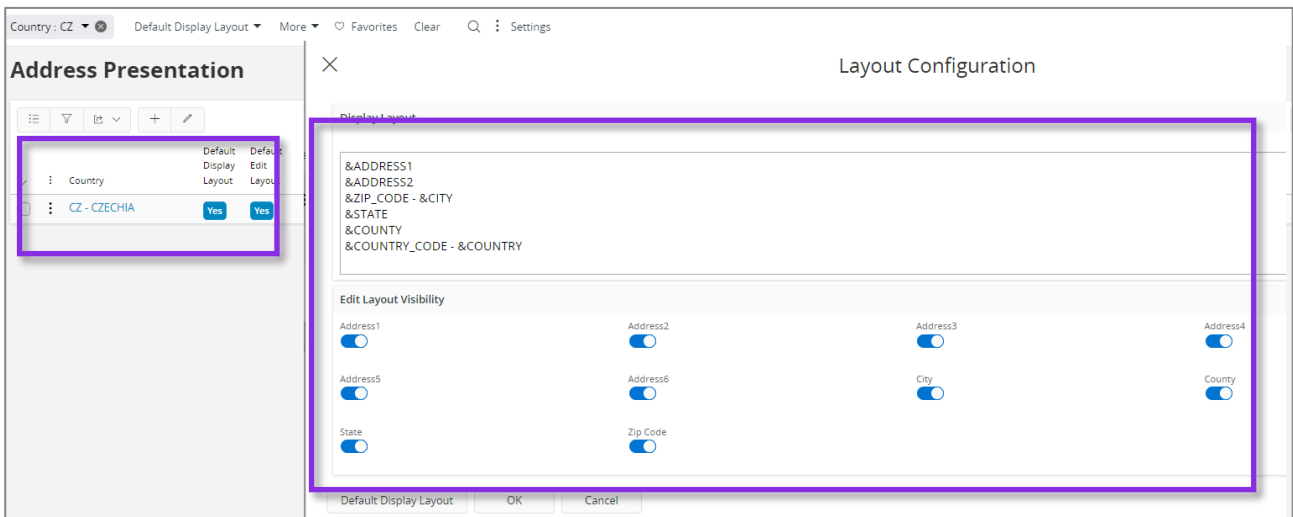 Country : CZ Default Display Layout More Favorites Clear Settings
Address Presentation
Layout Configuration
Display Layout
Default Default
Display Edit
Country Layout Layout
CZ - CZECHIA Yes Yes
&ADDRESS1
&ADDRESS2
&ZIP_CODE - &CITY
&STATE
&COUNTY
&COUNTRY_CODE - &COUNTRY
Edit Layout Visibility
Address1 Address2 Address3 Address4
Address5 Address6 City County
State Zip Code
Default Display Layout OK Cancel